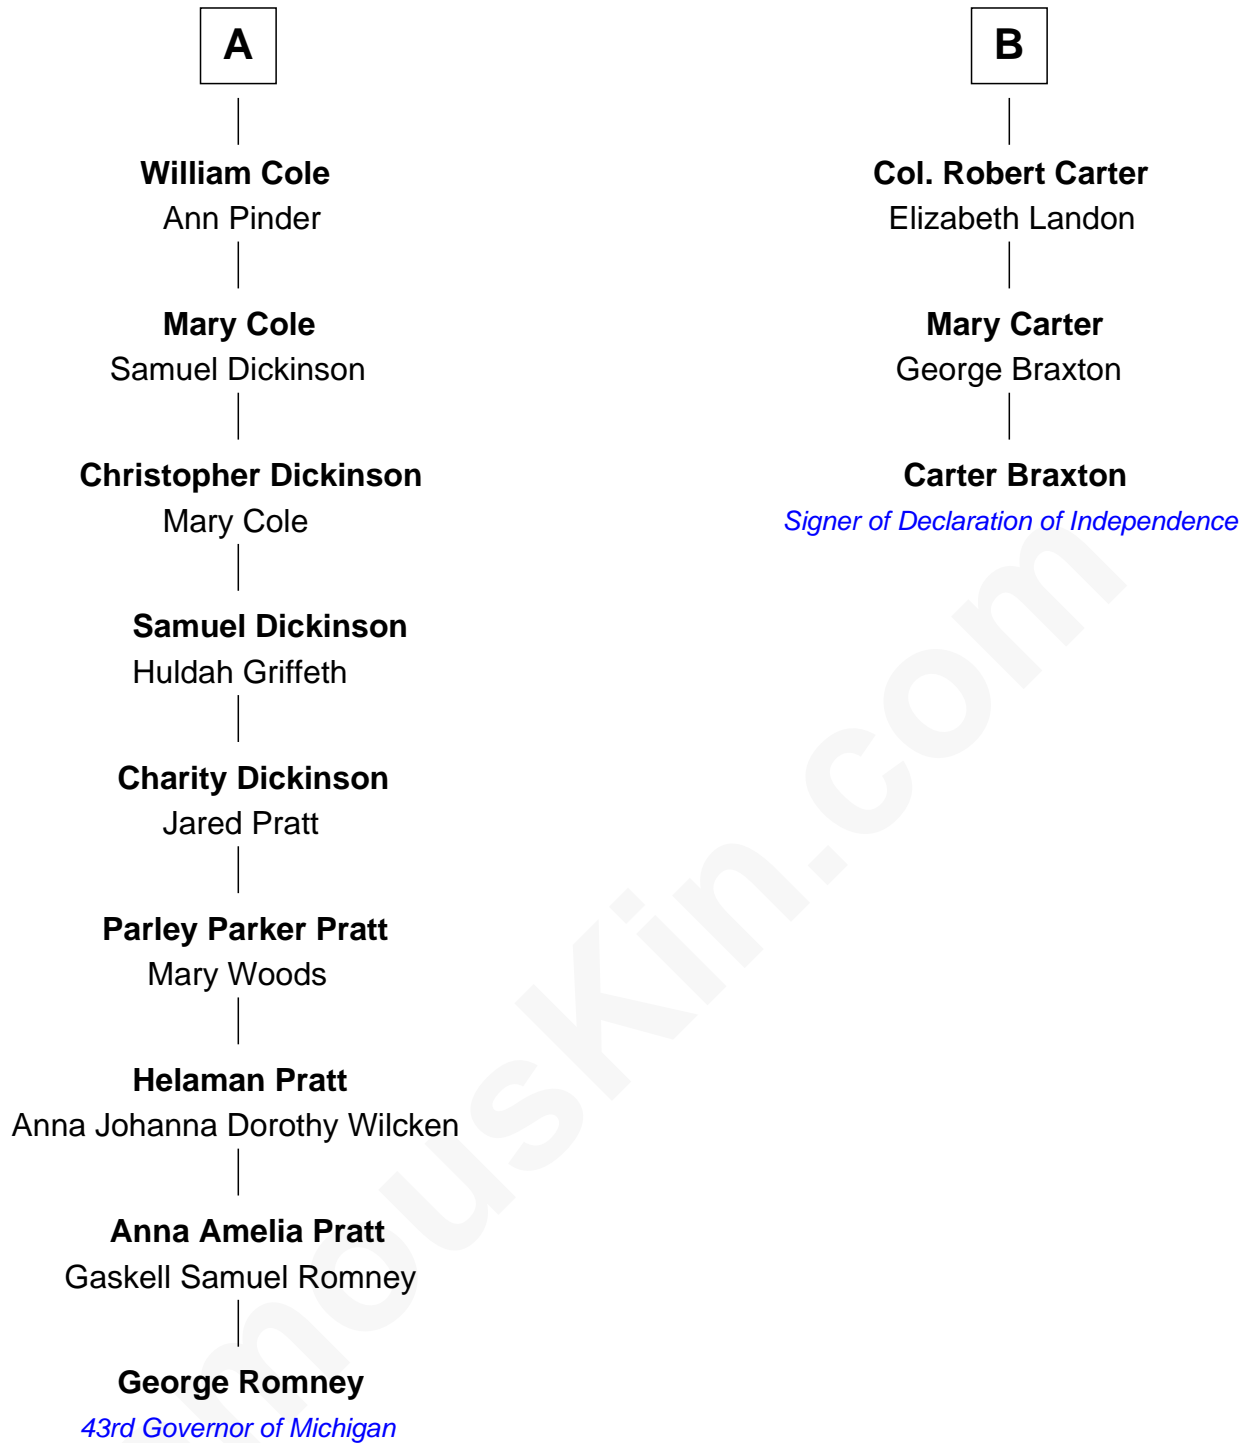 A
William Cole
Ann Pinder
Mary Cole
Samuel Dickinson
Christopher Dickinson
Mary Cole
Samuel Dickinson
Huldah Griffeth
Charity Dickinson
Jared Pratt
Parley Parker Pratt
Mary Woods
Helaman Pratt
Anna Johanna Dorothy Wilcken
Anna Amelia Pratt
Gaskell Samuel Romney
George Romney
43rd Governor of Michigan
B
Col. Robert Carter
Elizabeth Landon
Mary Carter
George Braxton
Carter Braxton
Signer of Declaration of Independence
mouskin.com